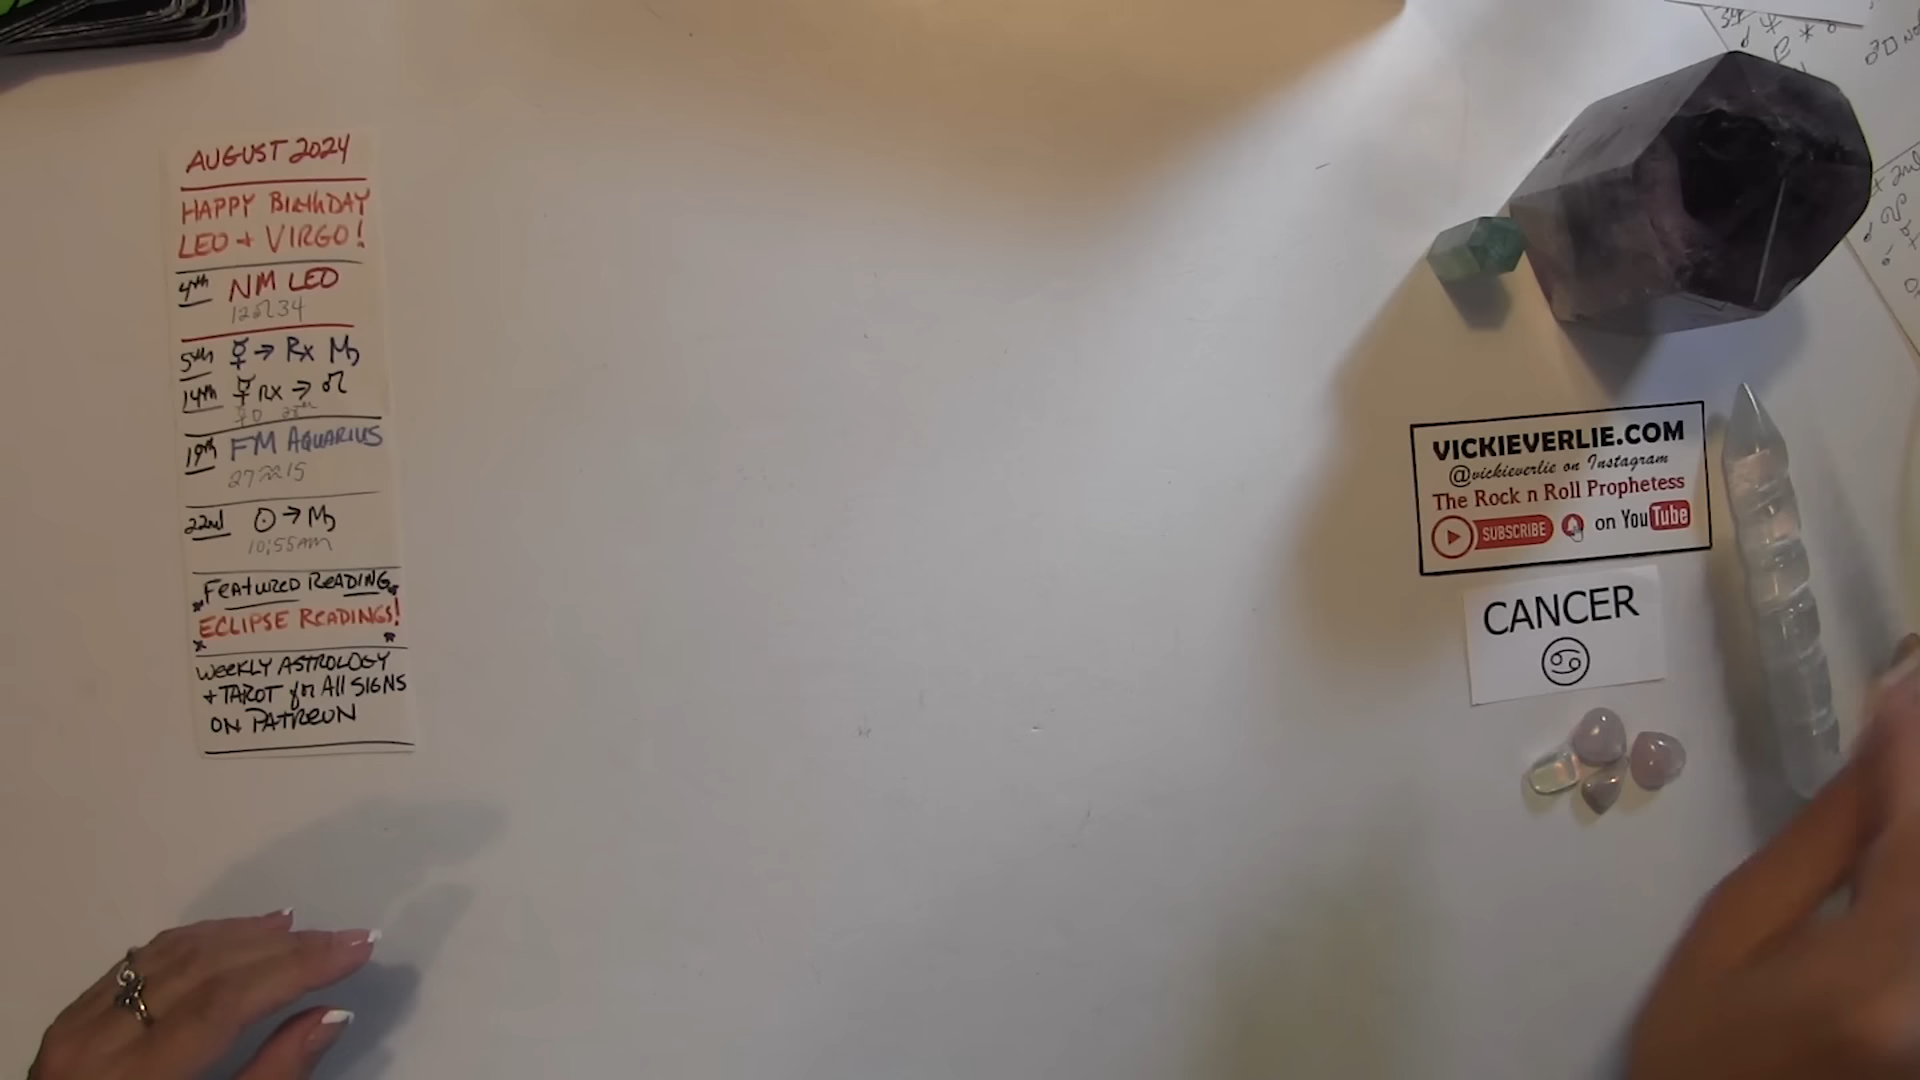 AUGUST 2024
HAPPY BIRTHDAY
LEO + VIRGO!
4th NM LEO
12♌34
5th ☿→ Rx ♍
14th ☿ Rx → ♌
19th FM AQUARIUS
27♒15
22nd ☉→♍
10:55AM
FEATURED READING
ECLIPSE READINGS!
WEEKLY ASTROLOGY
+ TAROT for All SIGNS
ON PATREON
VICKIEVERLIE.COM
@vickieverlie on Instagram
The Rock n Roll Prophetess
SUBSCRIBE on YouTube
CANCER
♋